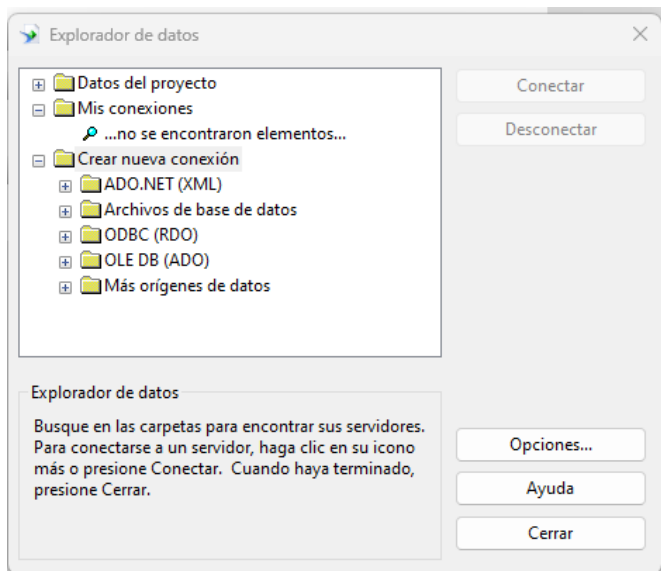 Explorador de datos
Datos del proyecto
Mis conexiones
...no se encontraron elementos...
Crear nueva conexión
ADO.NET (XML)
Archivos de base de datos
ODBC (RDO)
OLE DB (ADO)
Más orígenes de datos
Conectar
Desconectar
Explorador de datos
Busque en las carpetas para encontrar sus servidores.
Para conectarse a un servidor, haga clic en su icono
más o presione Conectar.  Cuando haya terminado,
presione Cerrar.
Opciones...
Ayuda
Cerrar